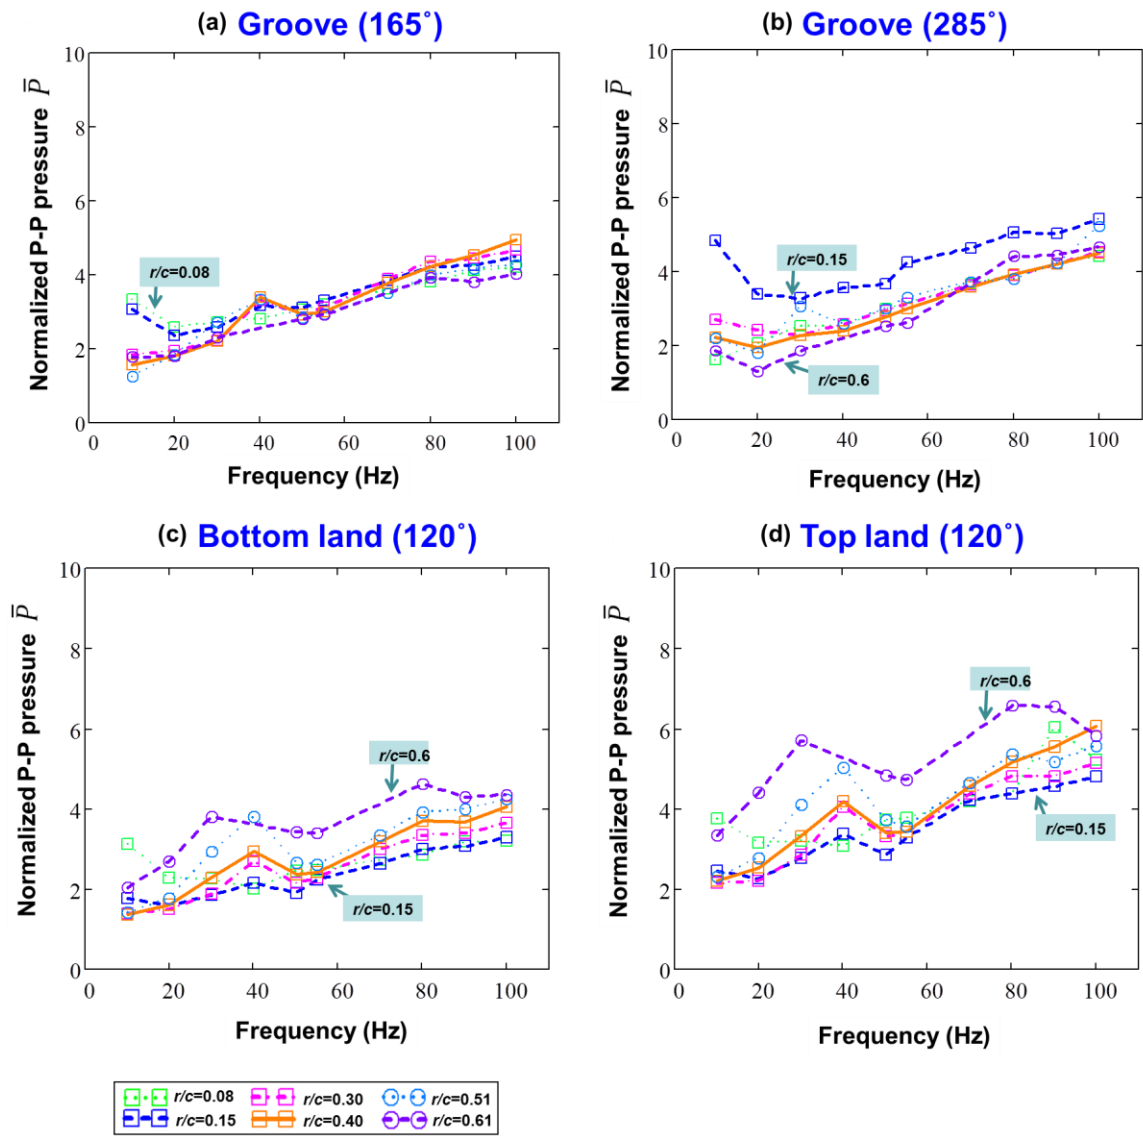 (a) Groove (165˚)
10
8
6
4
2
0
Normalized P-P pressure P̅
r/c=0.08
0 20 40 60 80 100
Frequency (Hz)
(b) Groove (285˚)
10
8
6
4
2
0
Normalized P-P pressure P̅
r/c=0.15
r/c=0.6
0 20 40 60 80 100
Frequency (Hz)
(c) Bottom land (120˚)
10
8
6
4
2
0
Normalized P-P pressure P̅
r/c=0.6
r/c=0.15
0 20 40 60 80 100
Frequency (Hz)
(d) Top land (120˚)
10
8
6
4
2
0
Normalized P-P pressure P̅
r/c=0.6
r/c=0.15
0 20 40 60 80 100
Frequency (Hz)
r/c=0.08 r/c=0.30 r/c=0.51
r/c=0.15 r/c=0.40 r/c=0.61